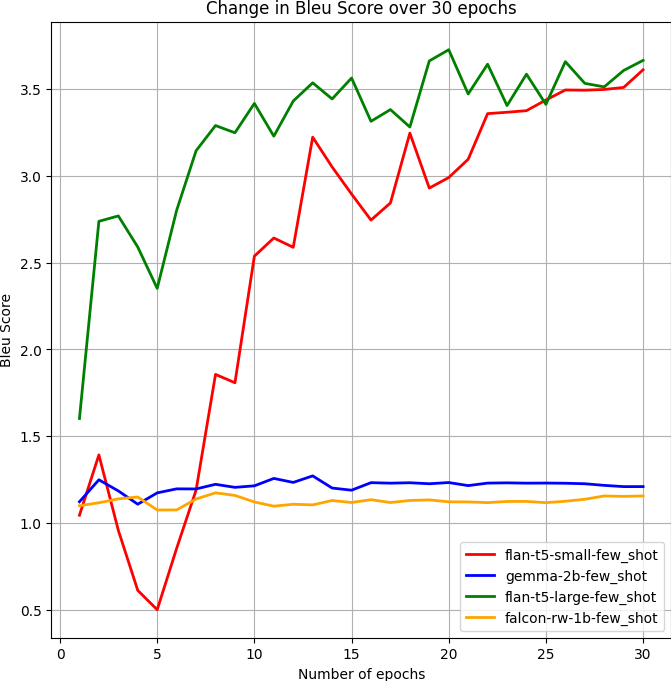 Change in Bleu Score over 30 epochs
Bleu Score
3.5
3.0
2.5
2.0
1.5
1.0
0.5
flan-t5-small-few_shot
gemma-2b-few_shot
flan-t5-large-few_shot
falcon-rw-1b-few_shot
0
5
10
15
20
25
30
Number of epochs